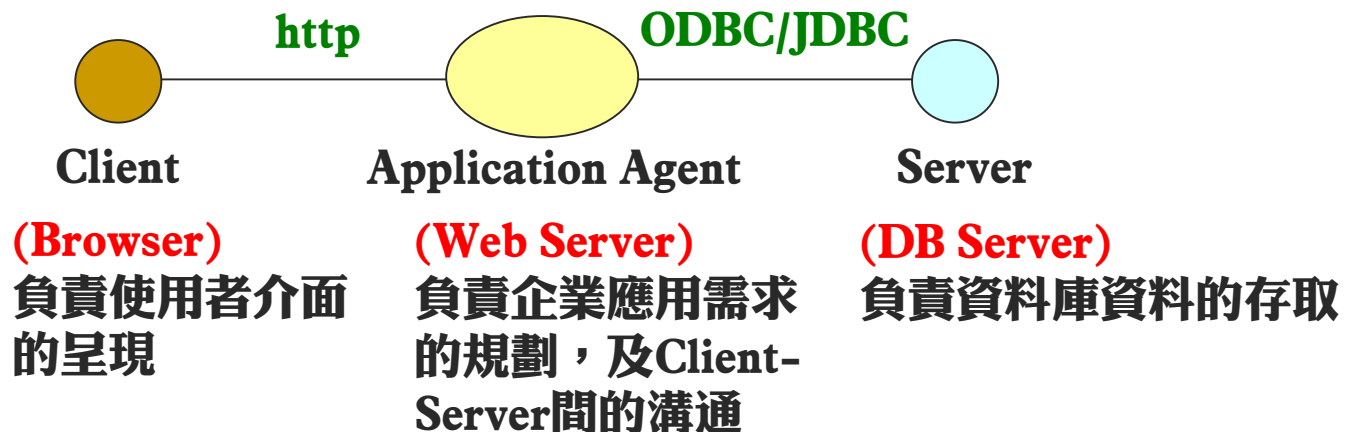 http
ODBC/JDBC
Client
Application Agent
Server
(Browser)
負責使用者介面
的呈現
(Web Server)
負責企業應用需求
的規劃，及Client-
Server間的溝通
(DB Server)
負責資料庫資料的存取